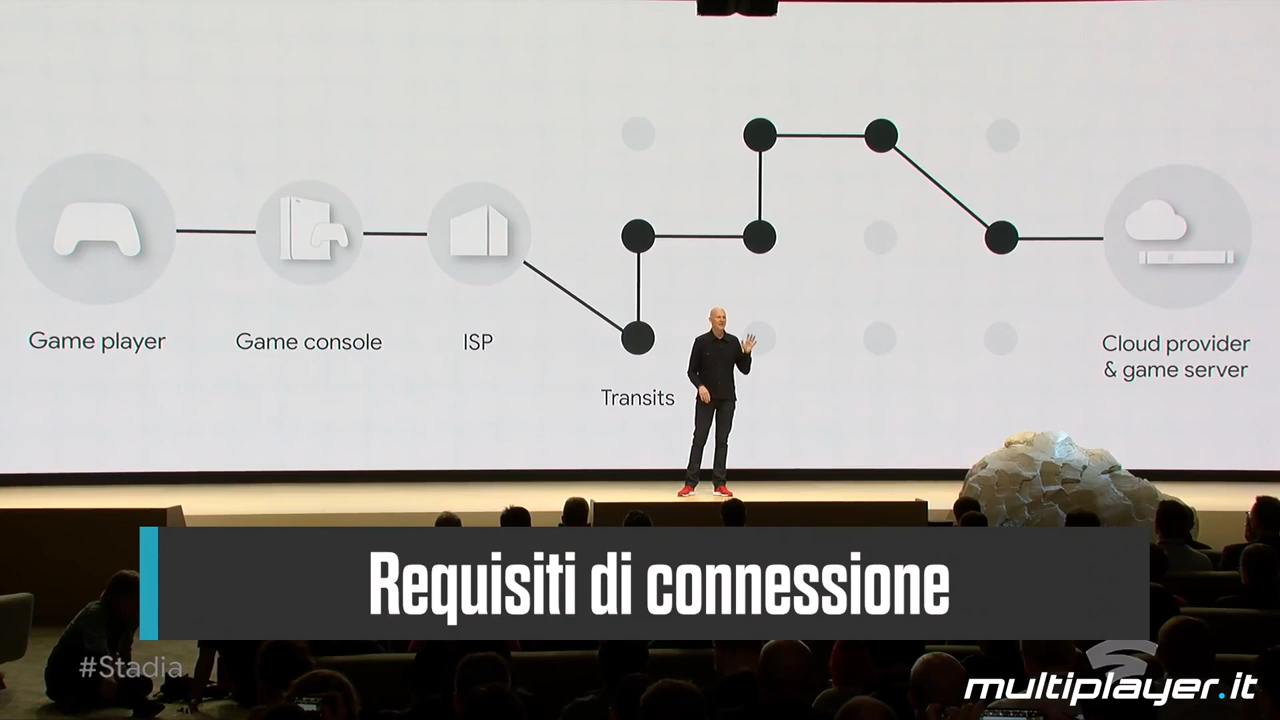 Game player
Game console
ISP
Transits
Cloud provider
& game server
Requisiti di connessione
#Stadia
multiplayer.it